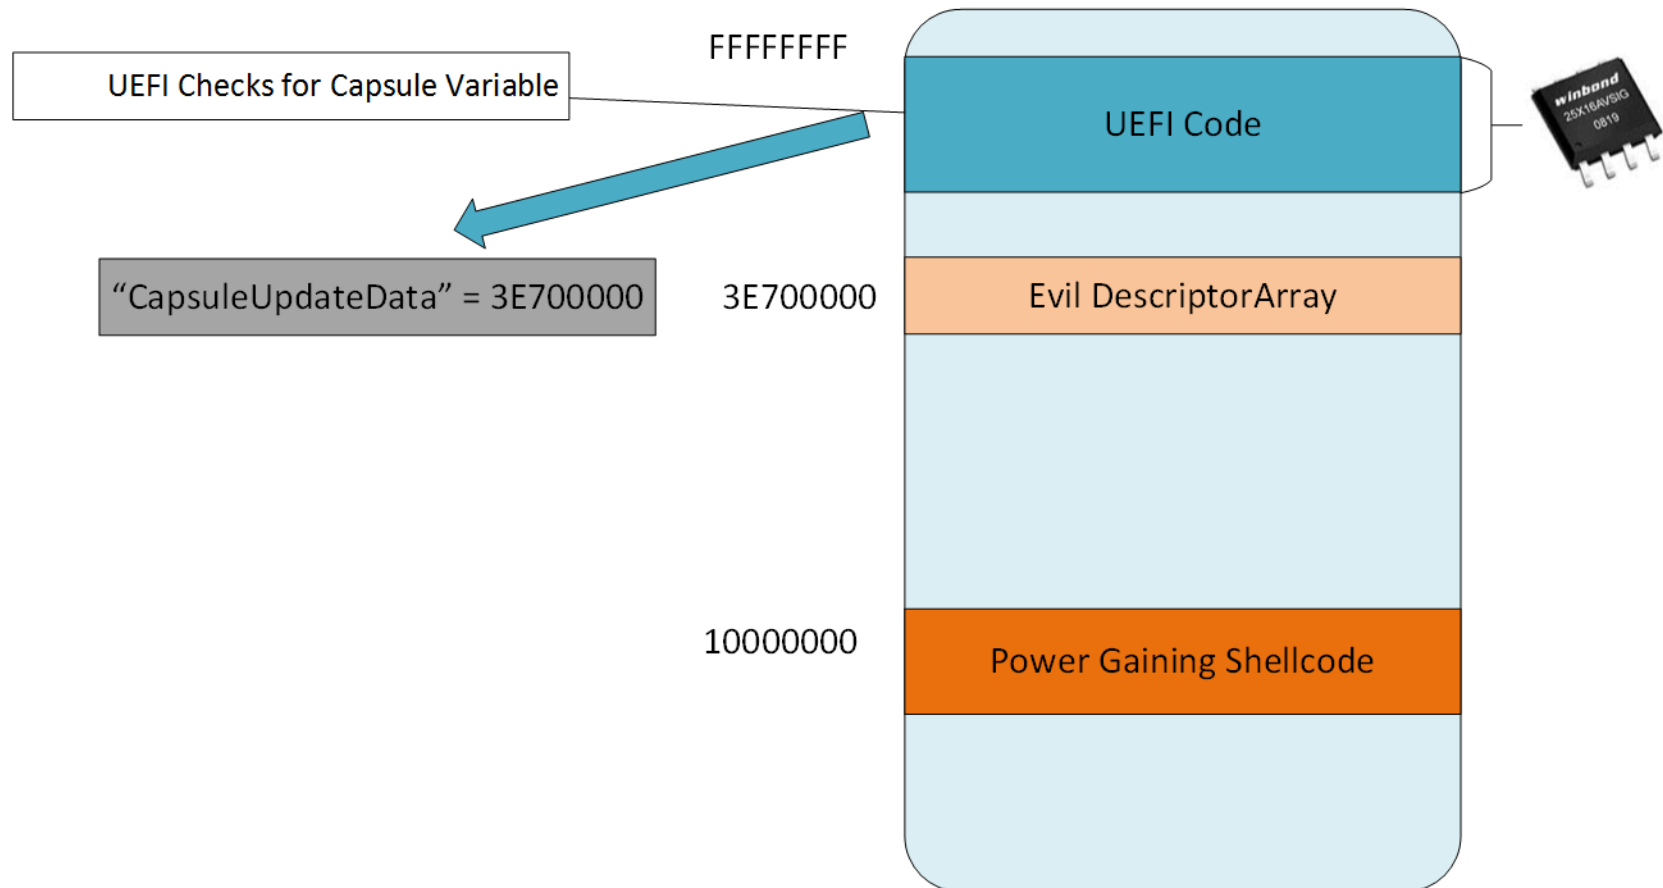 FFFFFFFF
UEFI Checks for Capsule Variable
UEFI Code
winbond
25X16AVSIG
0819
“CapsuleUpdateData” = 3E700000
3E700000
Evil DescriptorArray
10000000
Power Gaining Shellcode